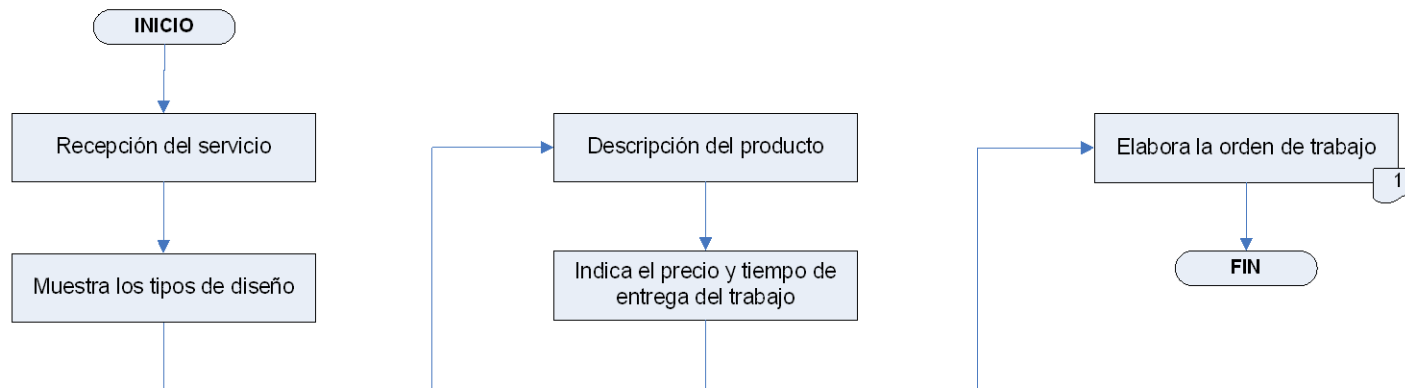 INICIO
Recepción del servicio
Muestra los tipos de diseño
Descripción del producto
Indica el precio y tiempo de
entrega del trabajo
Elabora la orden de trabajo
1
FIN